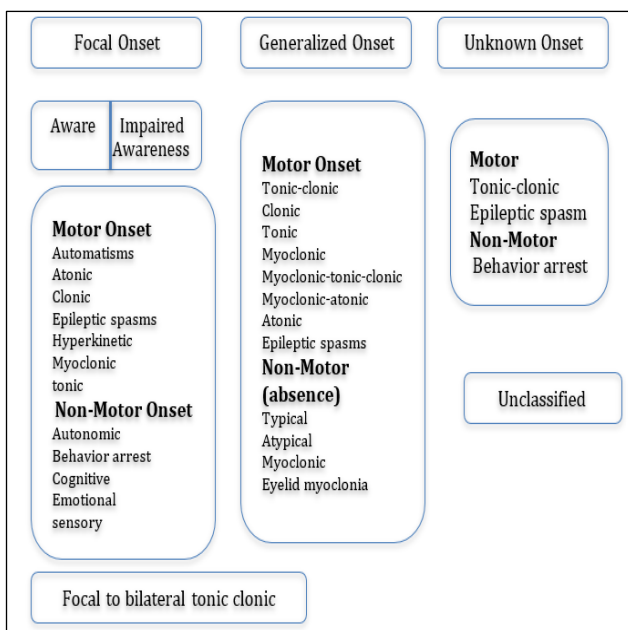 Focal Onset
Generalized Onset
Unknown Onset
Aware
Impaired
Awareness
Motor Onset
Automatisms
Atonic
Clonic
Epileptic spasms
Hyperkinetic
Myoclonic
tonic
Non-Motor Onset
Autonomic
Behavior arrest
Cognitive
Emotional
sensory
Focal to bilateral tonic clonic
Motor Onset
Tonic-clonic
Clonic
Tonic
Myoclonic
Myoclonic-tonic-clonic
Myoclonic-atonic
Atonic
Epileptic spasms
Non-Motor
(absence)
Typical
Atypical
Myoclonic
Eyelid myoclonia
Motor
Tonic-clonic
Epileptic spasm
Non-Motor
Behavior arrest
Unclassified